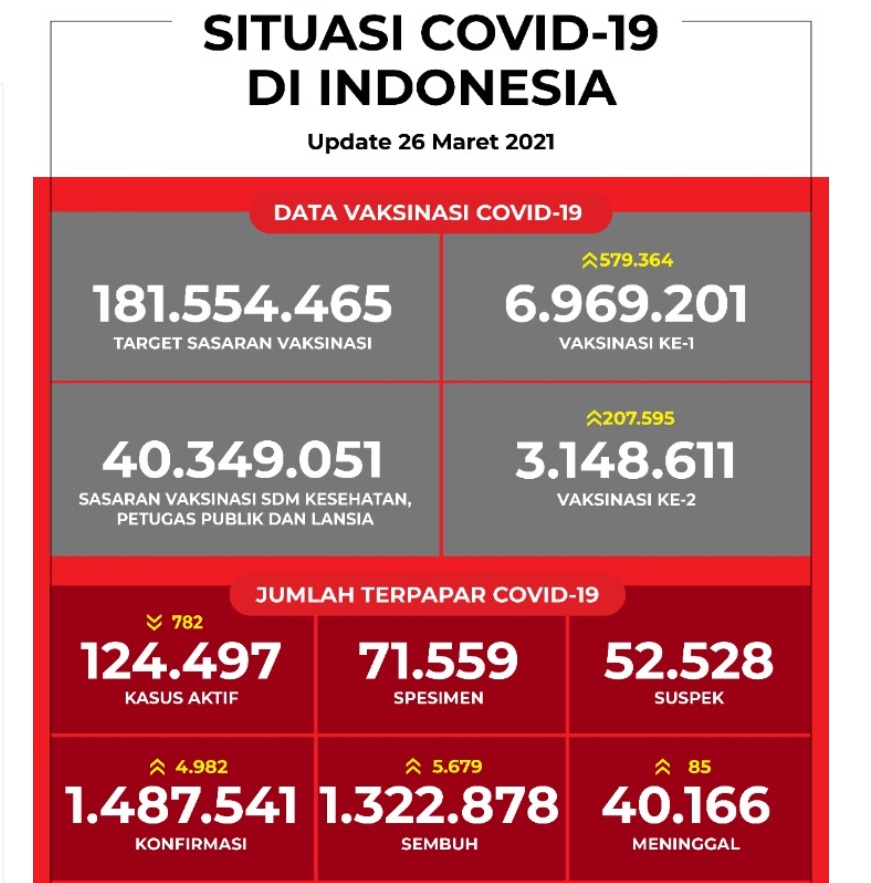 SITUASI COVID-19
DI INDONESIA
Update 26 Maret 2021
DATA VAKSINASI COVID-19
181.554.465
TARGET SASARAN VAKSINASI
579.364
6.969.201
VAKSINASI KE-1
40.349.051
SASARAN VAKSINASI SDM KESEHATAN,
PETUGAS PUBLIK DAN LANSIA
207.595
3.148.611
VAKSINASI KE-2
JUMLAH TERPAPAR COVID-19
782
124.497
KASUS AKTIF
71.559
SPESIMEN
52.528
SUSPEK
4.982
1.487.541
KONFIRMASI
5.679
1.322.878
SEMBUH
85
40.166
MENINGGAL